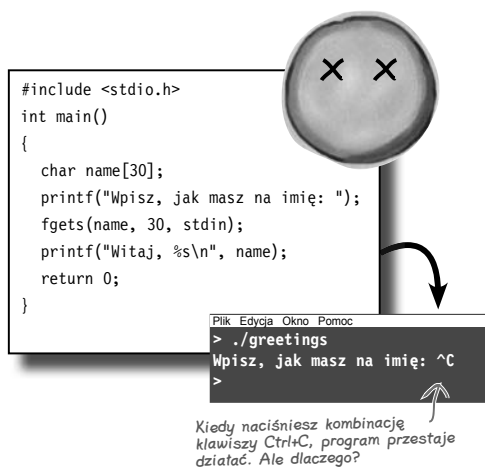 #include <stdio.h>
int main()
{
char name[30];
printf("Wpisz, jak masz na imię: ");
fgets(name, 30, stdin);
printf("Witaj, %s\n", name);
return 0;
}
Plik Edycja Okno Pomoc
> ./greetings
Wpisz, jak masz na imię: ^C
>
Kiedy naciśniesz kombinację
klawiszy Ctrl+C, program przestaje
działać. Ale dlaczego?